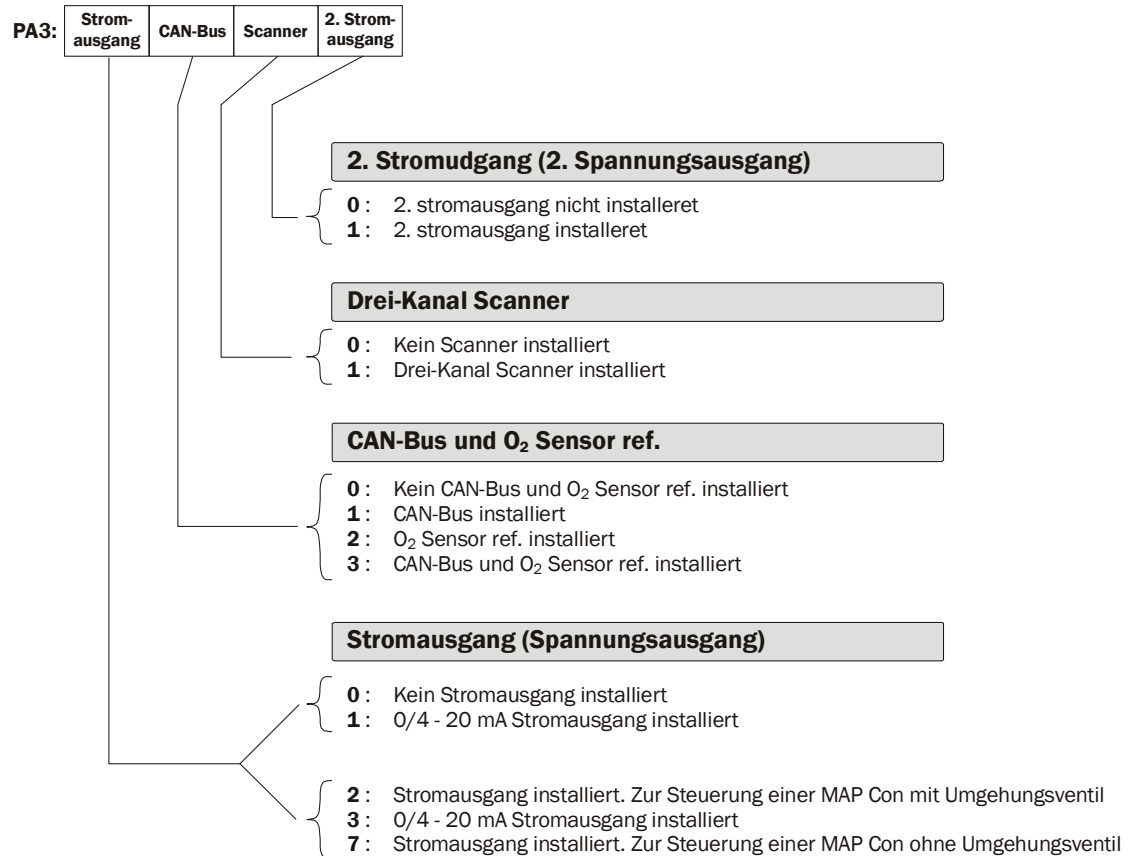 PA3:
Strom-
ausgang
CAN-Bus
Scanner
2. Strom-
ausgang
2. Stromudgang (2. Spannungsausgang)
0 : 2. stromausgang nicht installeret
1 : 2. stromausgang installeret
Drei-Kanal Scanner
0 : Kein Scanner installiert
1 : Drei-Kanal Scanner installiert
CAN-Bus und O₂ Sensor ref.
0 : Kein CAN-Bus und O₂ Sensor ref. installiert
1 : CAN-Bus installiert
2 : O₂ Sensor ref. installiert
3 : CAN-Bus und O₂ Sensor ref. installiert
Stromausgang (Spannungsausgang)
0 : Kein Stromausgang installiert
1 : 0/4 - 20 mA Stromausgang installiert
2 : Stromausgang installiert. Zur Steuerung einer MAP Con mit Umgehungsventil
3 : 0/4 - 20 mA Stromausgang installiert
7 : Stromausgang installiert. Zur Steuerung einer MAP Con ohne Umgehungsventil